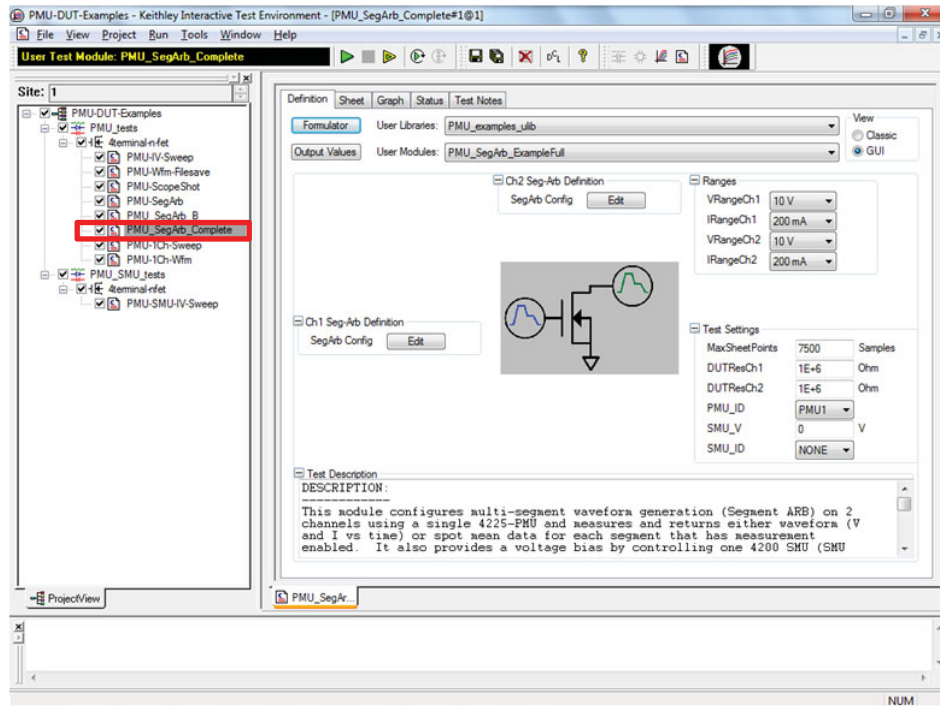 PMU-DUT-Examples - Keithley Interactive Test Environment - [PMU_SegArb_Complete#1@1]
File View Project Run Tools Window Help
User Test Module: PMU_SegArb_Complete
Site: 1
PMU-DUT-Examples
PMU_tests
4terminal-n-fet
PMU-IV-Sweep
PMU-Wfm-Filesave
PMU-ScopeShot
PMU-SegArb
PMU_SegArb_B
PMU_SegArb_Complete
PMU-1Ch-Sweep
PMU-1Ch-Wfm
PMU_SMU_tests
4terminal-nfet
PMU-SMU-IV-Sweep
ProjectView
Definition Sheet Graph Status Test Notes
Formulator User Libraries: PMU_examples_ulib
Output Values User Modules: PMU_SegArb_ExampleFull
View
Classic
GUI
Ch2 Seg-Arb Definition
SegArb Config Edit
Ranges
VRangeCh1 10 V
IRangeCh1 200 mA
VRangeCh2 10 V
IRangeCh2 200 mA
Ch1 Seg-Arb Definition
SegArb Config Edit
Test Settings
MaxSheetPoints 7500 Samples
DUTResCh1 1E+6 Ohm
DUTResCh2 1E+6 Ohm
PMU_ID PMU1
SMU_V 0 V
SMU_ID NONE
Test Description
DESCRIPTION:
------------
This module configures multi-segment waveform generation (Segment ARB) on 2
channels using a single 4225-PMU and measures and returns either waveform (V
and I vs time) or spot mean data for each segment that has measurement
enabled. It also provides a voltage bias by controlling one 4200 SMU (SMU
PMU_SegAr...
NUM